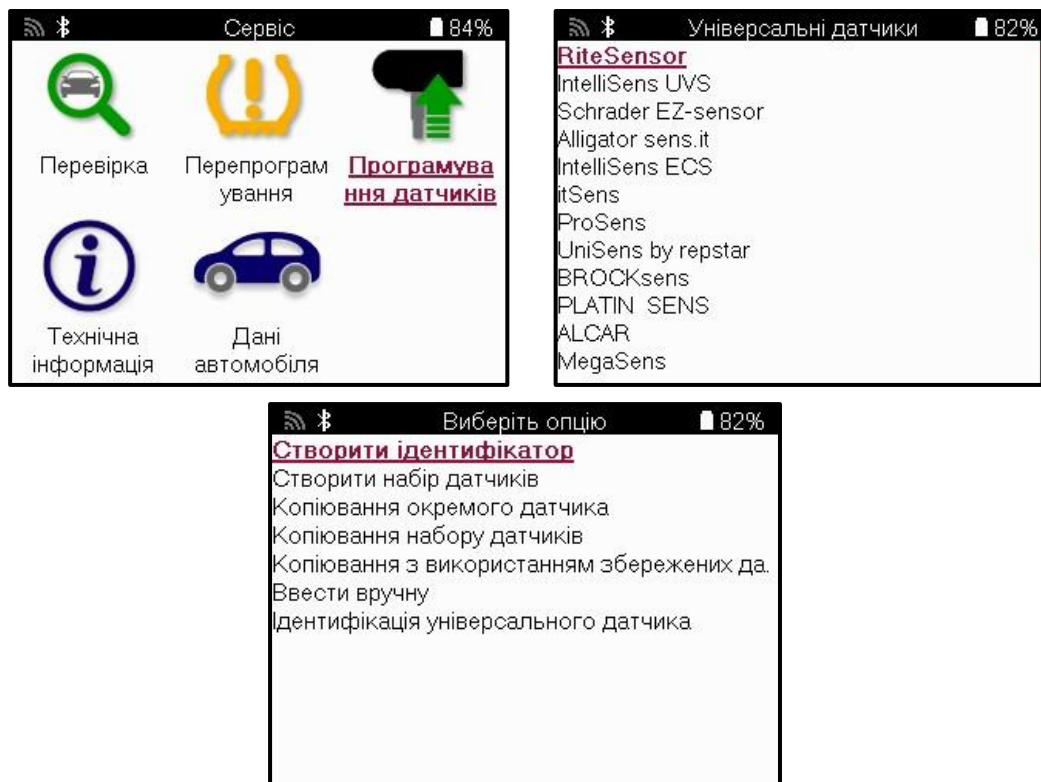 Сервіс 84%
Перевірка
Перепрограм
ування
Програмува
ння датчиків
Технічна
інформація
Дані
автомобіля
Універсальні датчики 82%
RiteSensor
IntelliSens UVS
Schrader EZ-sensor
Alligator sens.it
IntelliSens ECS
itSens
ProSens
UniSens by repstar
BROCKsens
PLATIN SENS
ALCAR
MegaSens
Виберіть опцію 82%
Створити ідентифікатор
Створити набір датчиків
Копіювання окремого датчика
Копіювання набору датчиків
Копіювання з використанням збережених да.
Ввести вручну
Ідентифікація універсального датчика